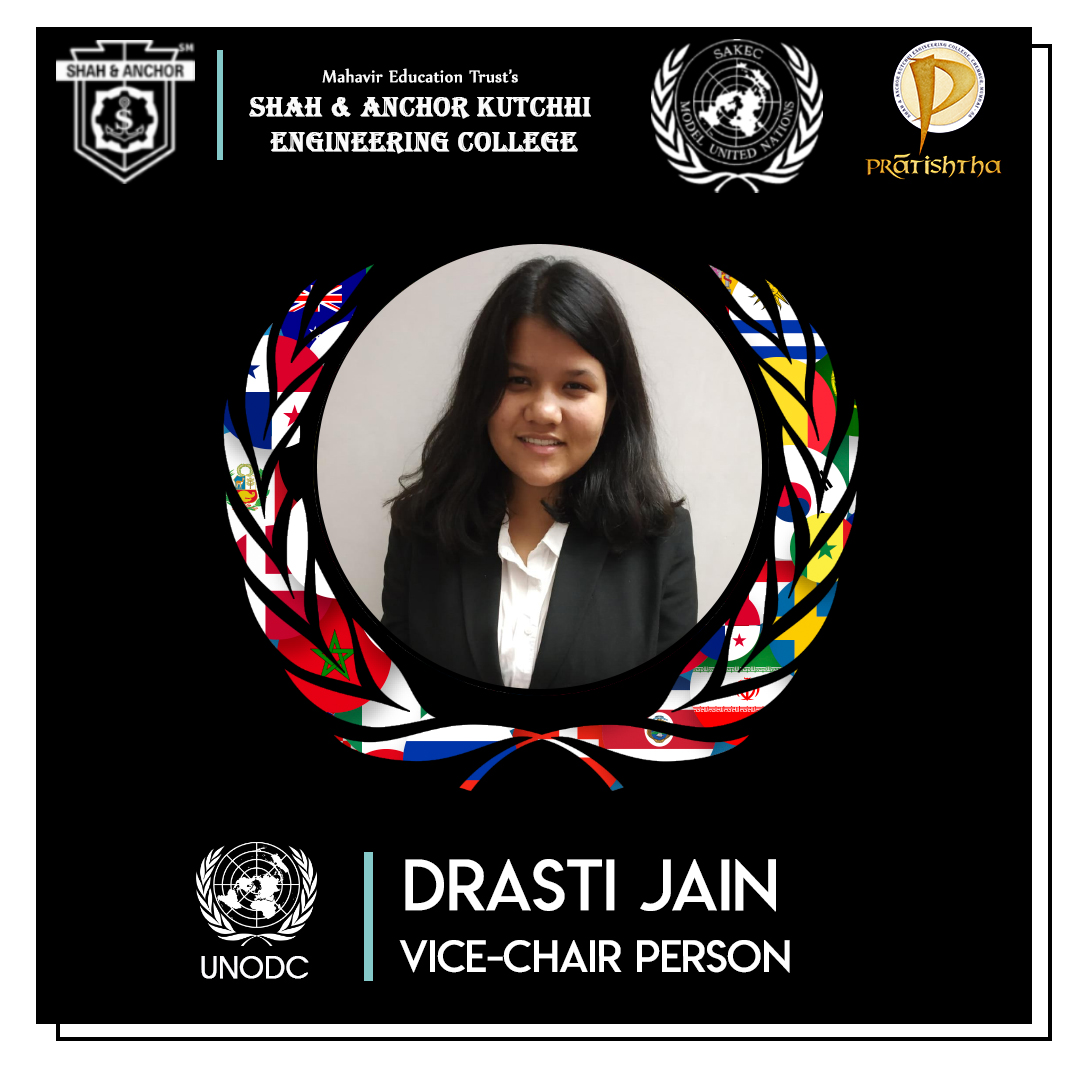 SHAH & ANCHOR
SM
Mahavir Education Trust's
SHAH & ANCHOR KUTCHHI
ENGINEERING COLLEGE
SAKEC
MODEL UNITED NATIONS
PRĀTISHTHA
UNODC
DRASTI JAIN
VICE-CHAIR PERSON